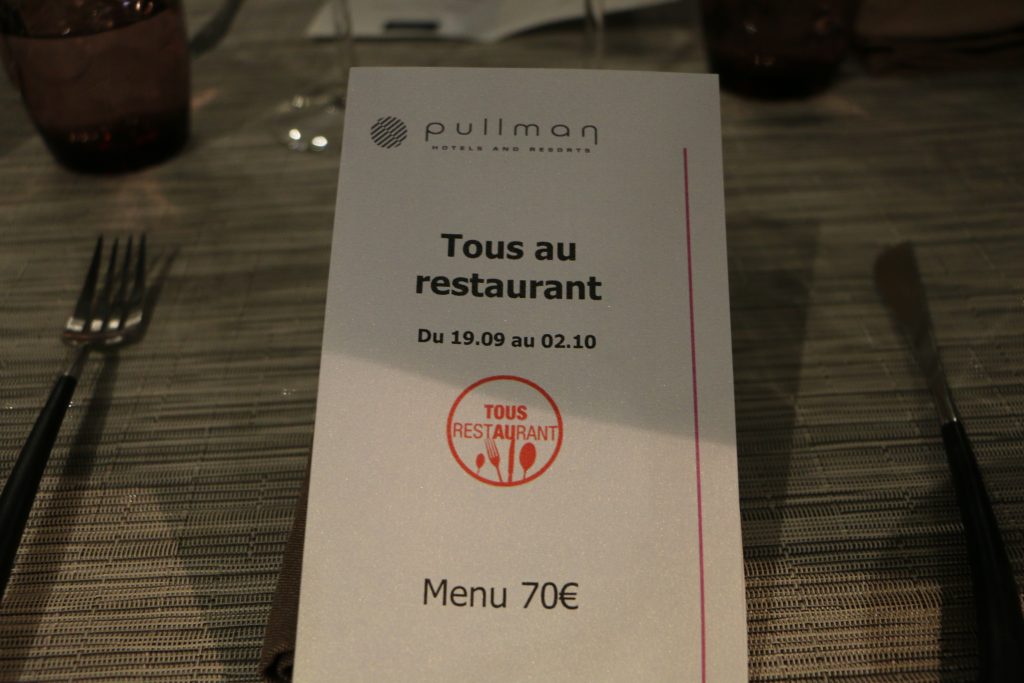 pullman
HOTELS AND RESORTS
Tous au
restaurant
Du 19.09 au 02.10
TOUS
RESTAURANT
Menu 70€